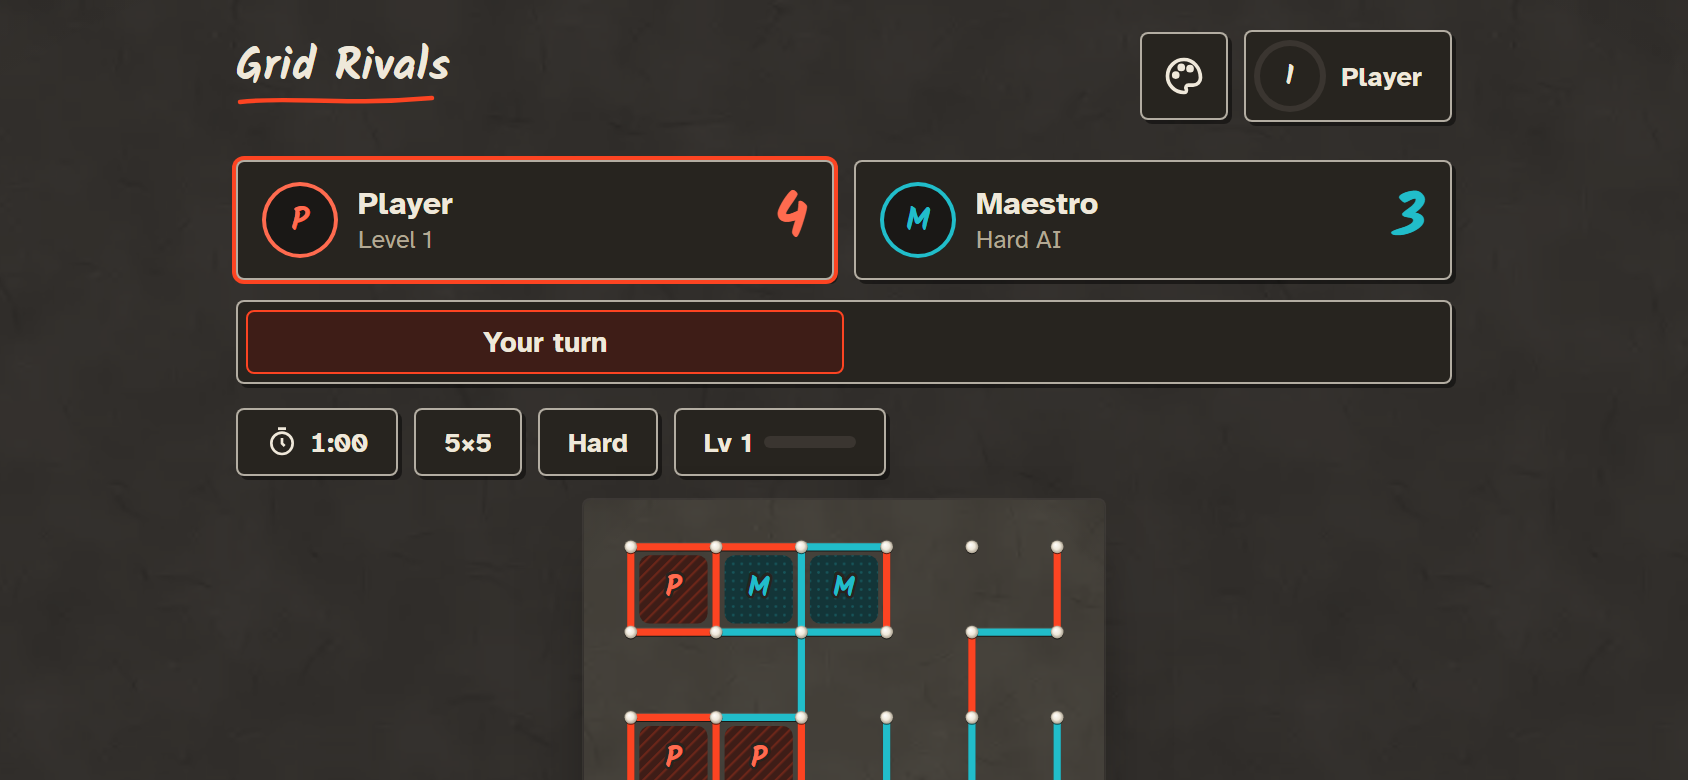 Grid Rivals
I Player
P Player 4
Level 1
M Maestro 3
Hard AI
Your turn
1:00 5×5 Hard Lv 1
P M M
P P